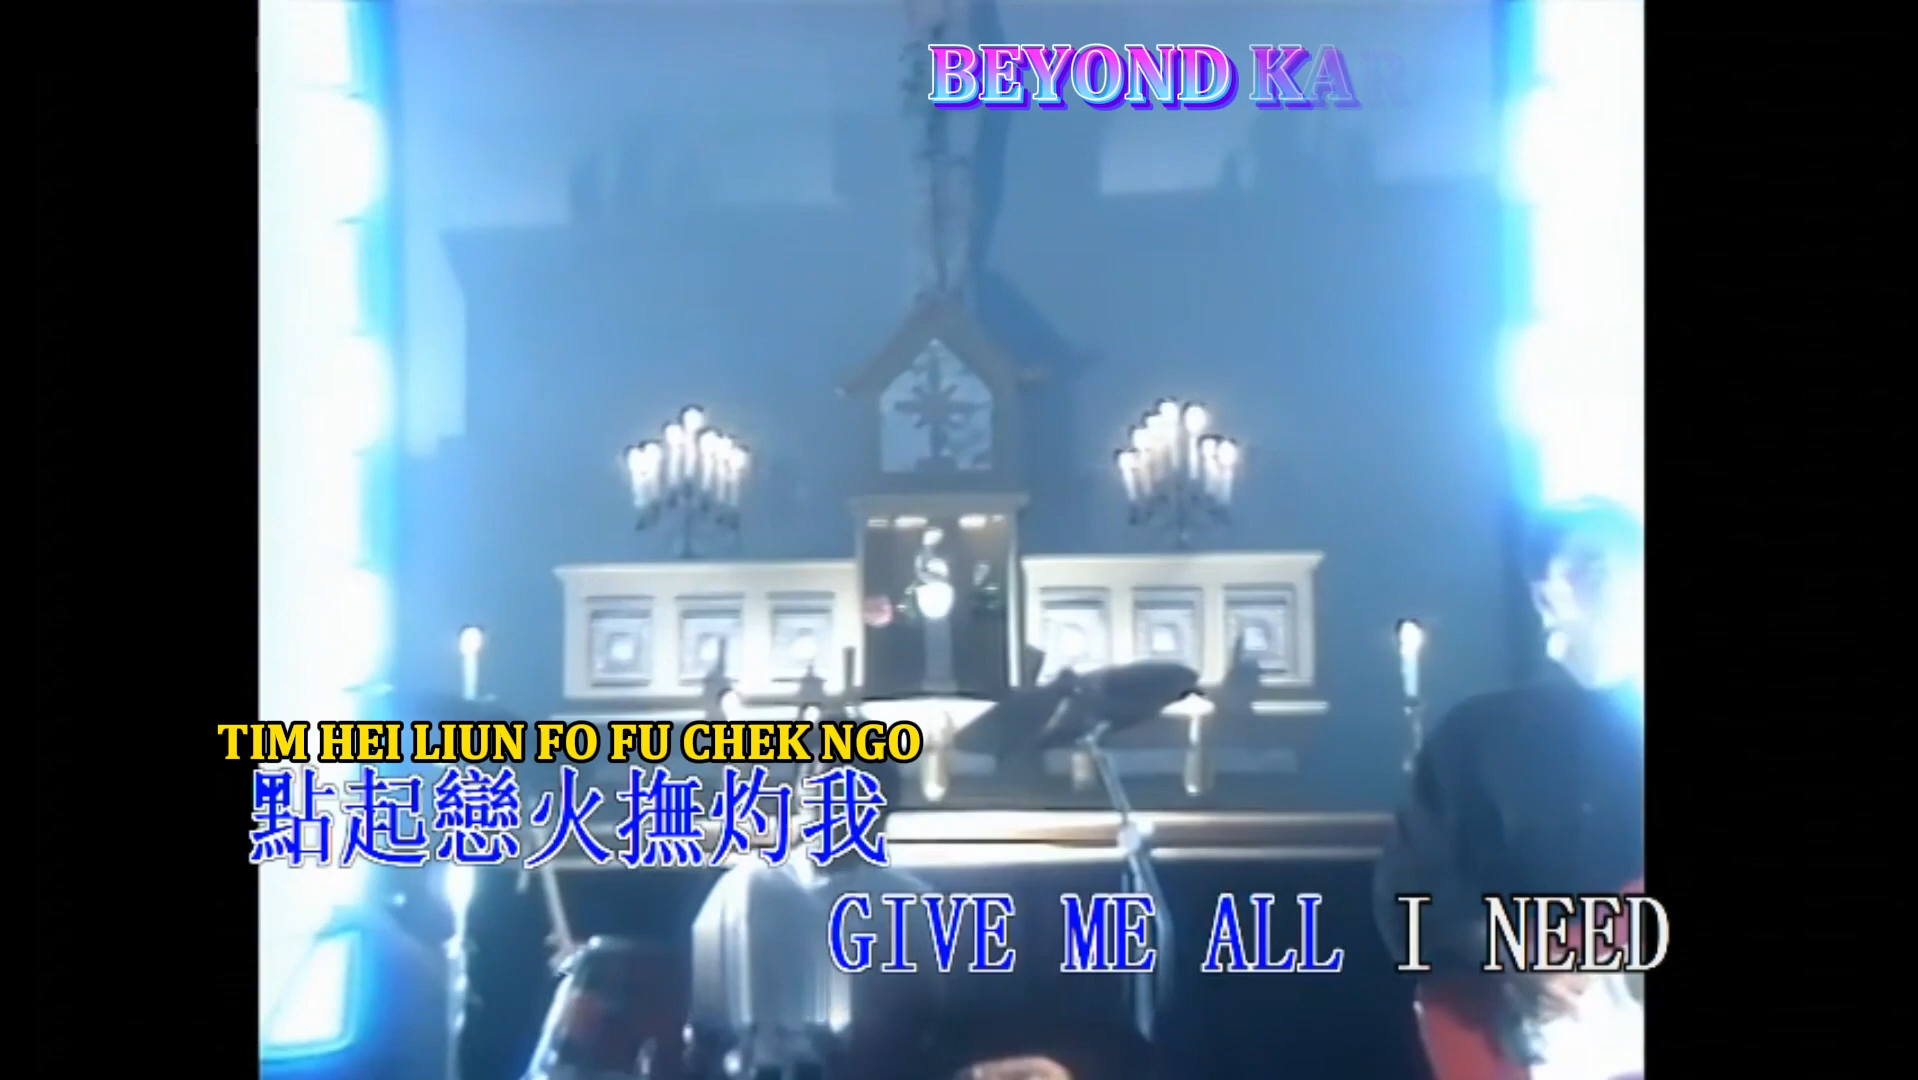 BEYOND KAR
TIM HEI LIUN FO FU CHEK NGO
點起戀火撫灼我
GIVE ME ALL I NEED